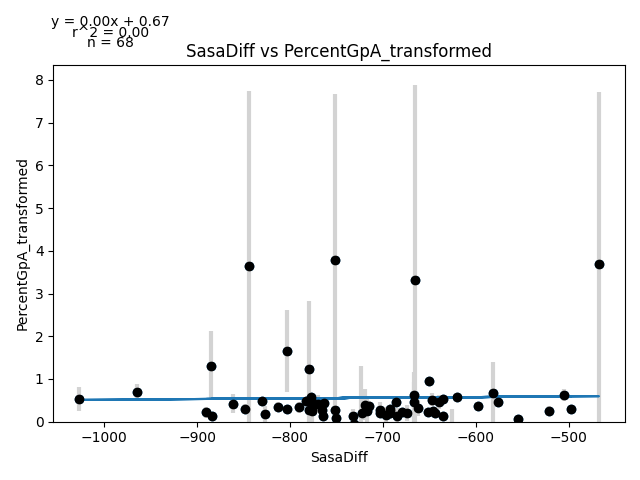 y = 0.00x + 0.67
r^2 = 0.00
n = 68
SasaDiff vs PercentGpA_transformed
PercentGpA_transformed
8
7
6
5
4
3
2
1
0
−1000 −900 −800 −700 −600 −500
SasaDiff